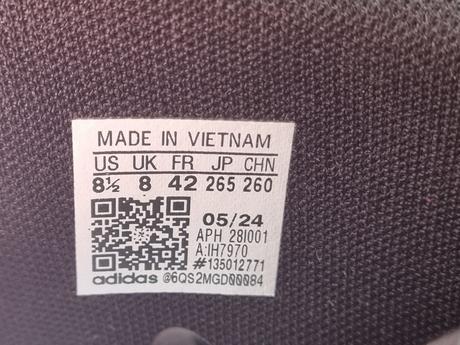 MADE IN VIETNAM
US UK FR JP CHN
8½ 8 42 265 260
05/24
APH 28I001
A:IH7970
#135012771
adidas @6QS2MGD00084